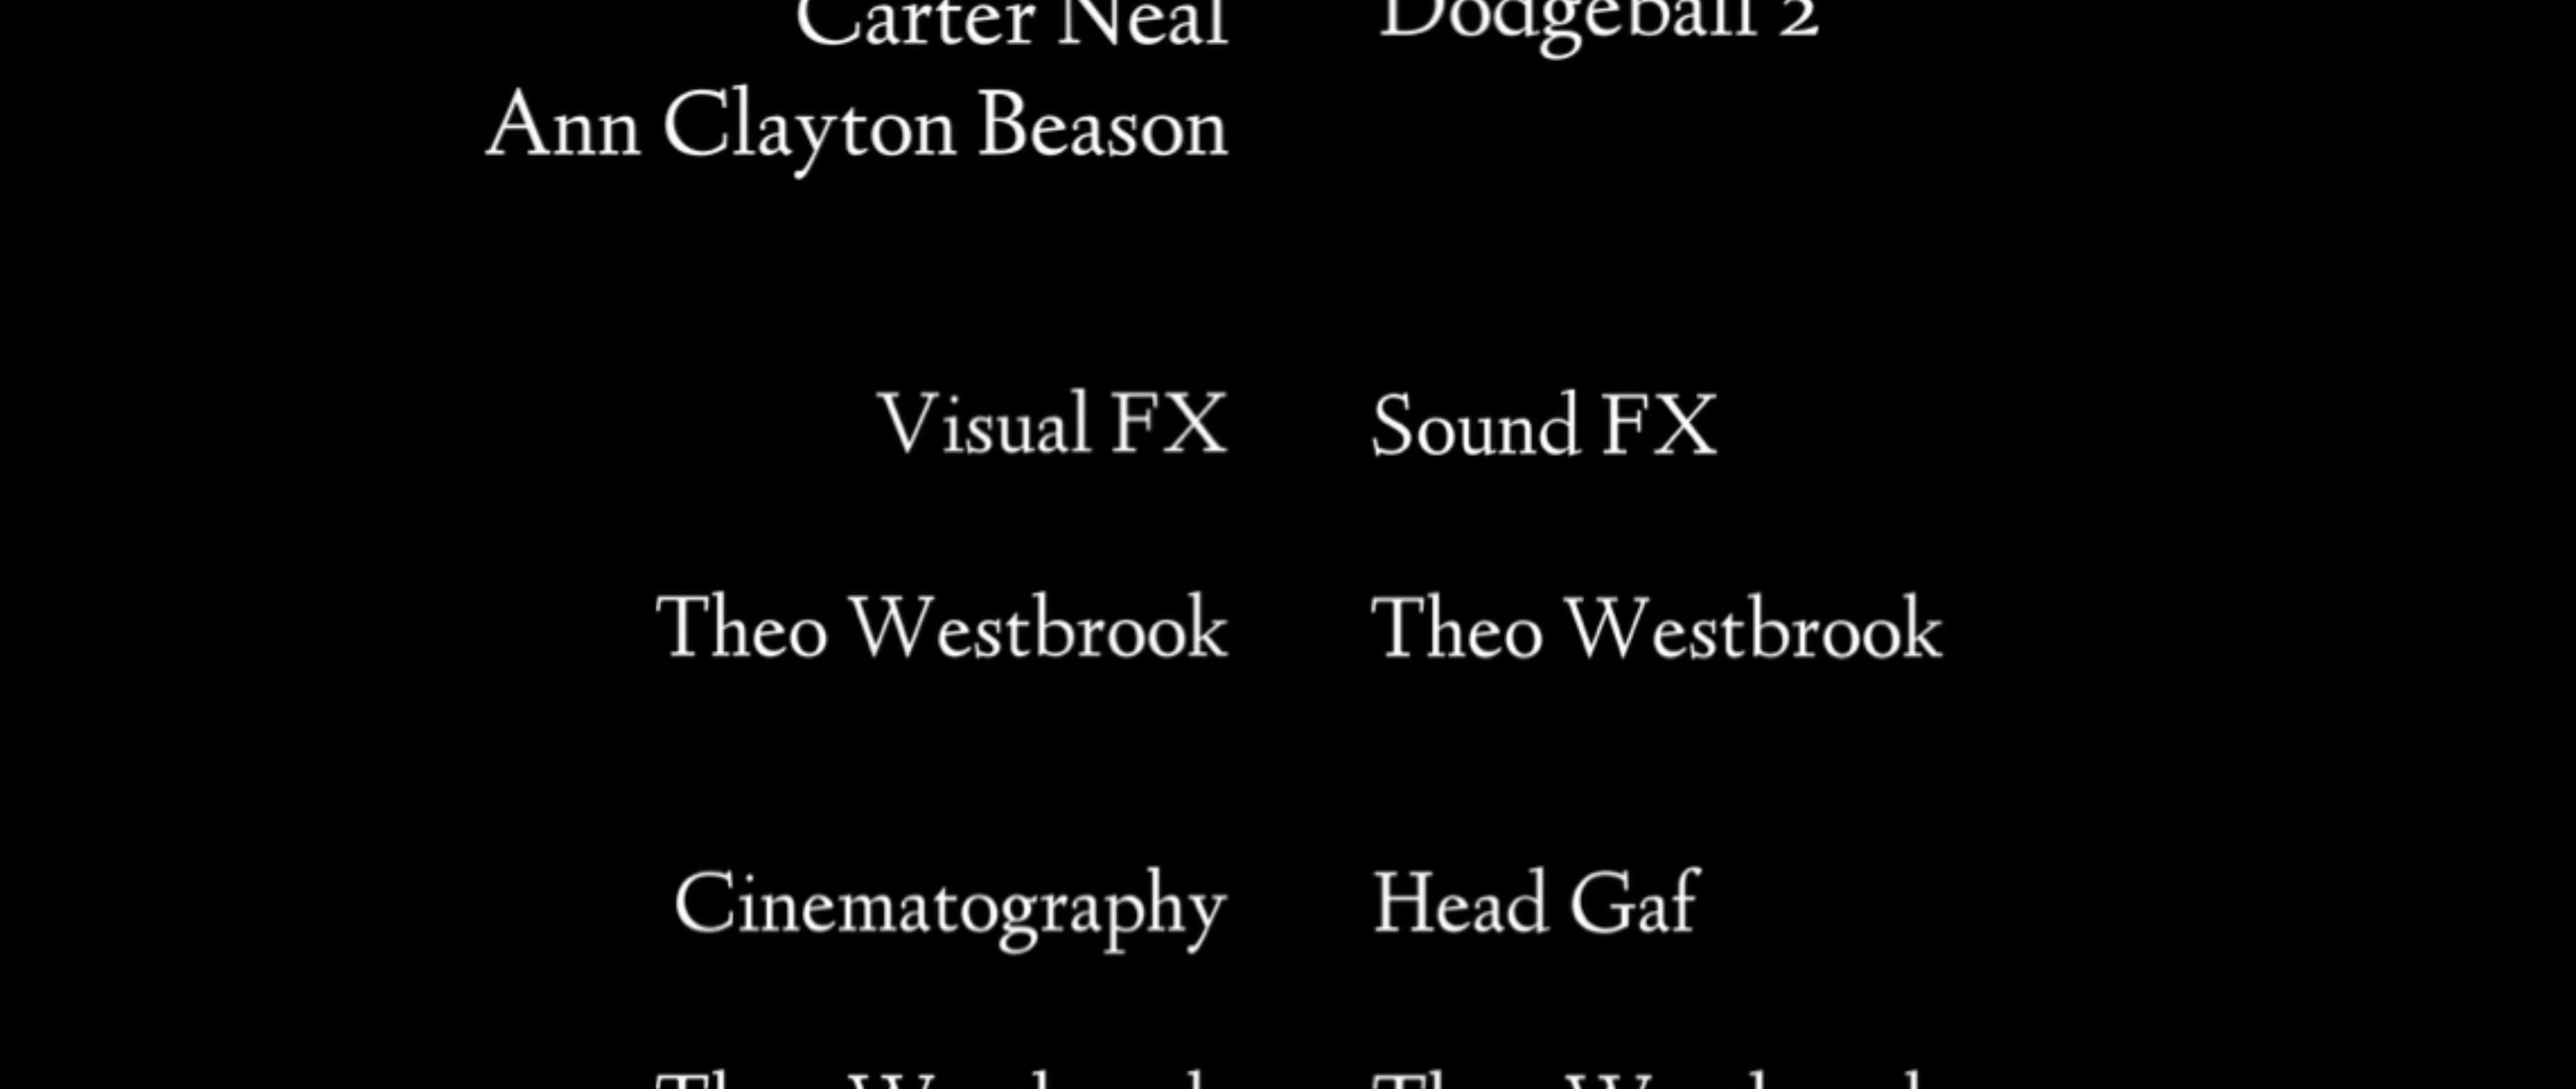 Carter Neal Dodgeball 2
Ann Clayton Beason
Visual FX Sound FX
Theo Westbrook Theo Westbrook
Cinematography Head Gaf